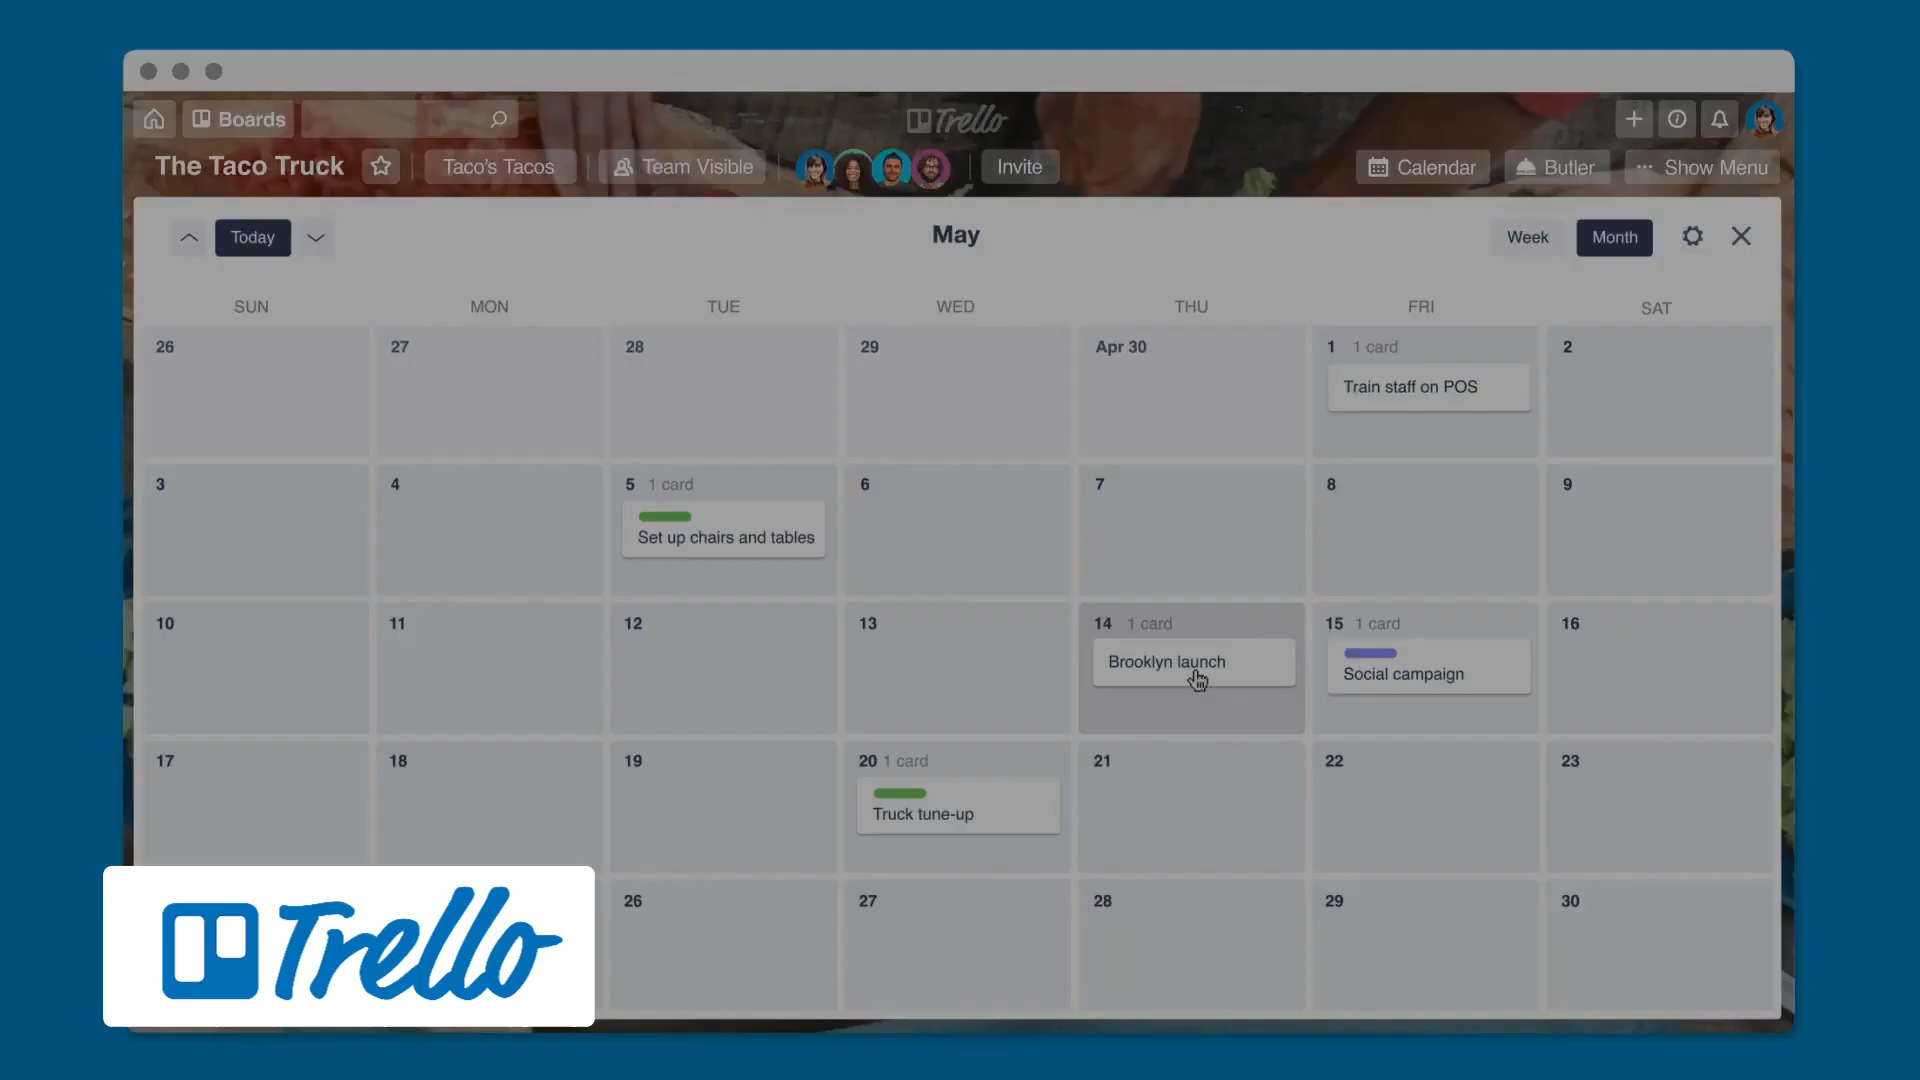 Boards
Trello
The Taco Truck
Taco's Tacos
Team Visible
Invite
Calendar
Butler
Show Menu
Today
May
Week
Month
SUN MON TUE WED THU FRI SAT
26 27 28 29 Apr 30 1 1 card 2
Train staff on POS
3 4 5 1 card 6 7 8 9
Set up chairs and tables
10 11 12 13 14 1 card 15 1 card 16
Brooklyn launch
Social campaign
17 18 19 20 1 card 21 22 23
Truck tune-up
26 27 28 29 30
Trello